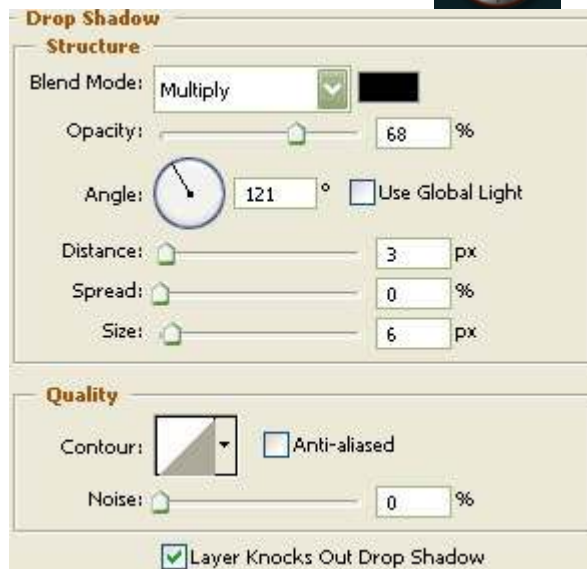 Drop Shadow
Structure
Blend Mode: Multiply
Opacity: 68 %
Angle: 121 ° Use Global Light
Distance: 3 px
Spread: 0 %
Size: 6 px
Quality
Contour: Anti-aliased
Noise: 0 %
Layer Knocks Out Drop Shadow